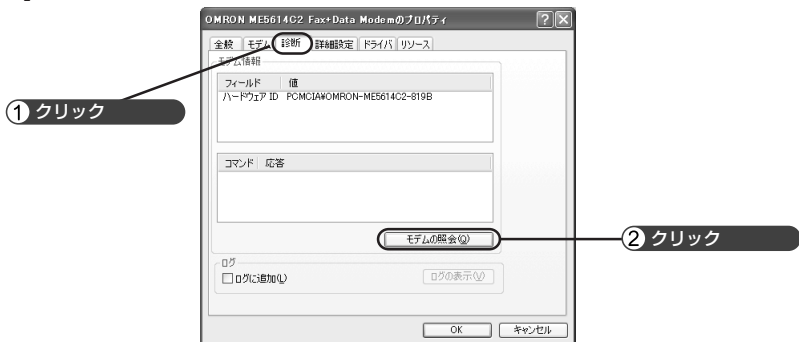 OMRON ME5614C2 Fax+Data Modemのプロパティ
全般 モデム 診断 詳細設定 ドライバ リソース
モデム情報
フィールド 値
ハードウェア ID PCMCIA¥OMRON-ME5614C2-819B
① クリック
コマンド 応答
モデムの照会(Q)
② クリック
ログ
ログに追加(L) ログの表示(V)
OK キャンセル